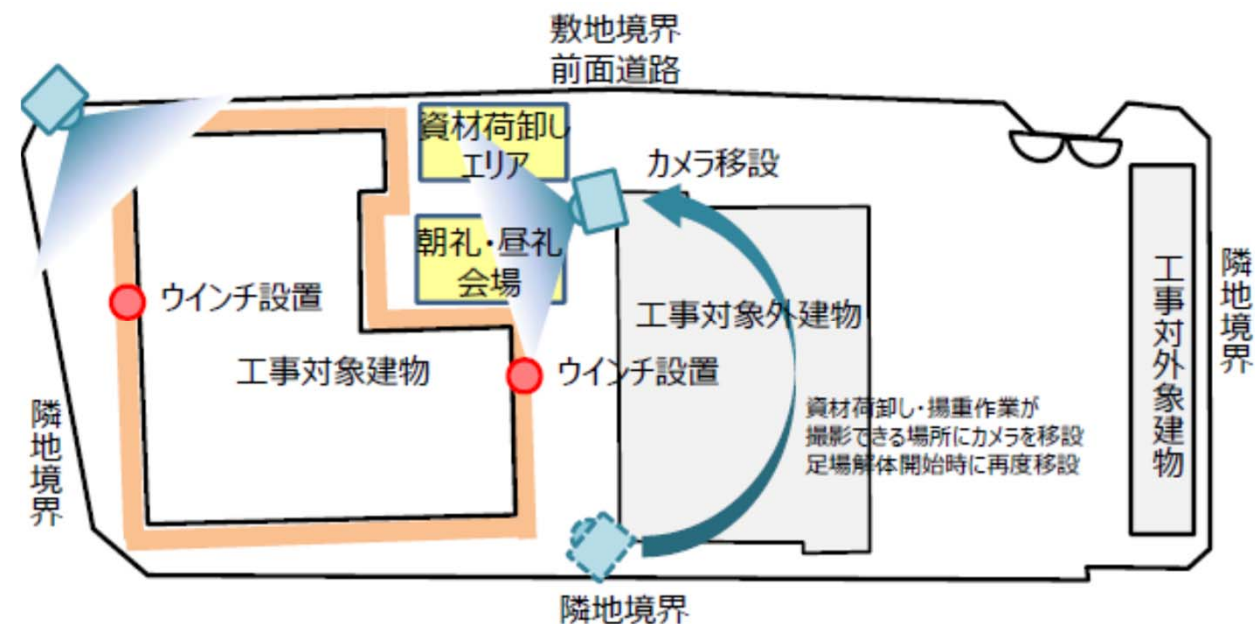 敷地境界
前面道路
資材荷卸し
エリア
カメラ移設
朝礼・昼礼
会場
ウインチ設置
工事対象外建物
工事対象建物
ウインチ設置
資材荷卸し・揚重作業が
撮影できる場所にカメラを移設
足場解体開始時に再度移設
工事対外象建物
隣地境界
隣地境界
隣地境界